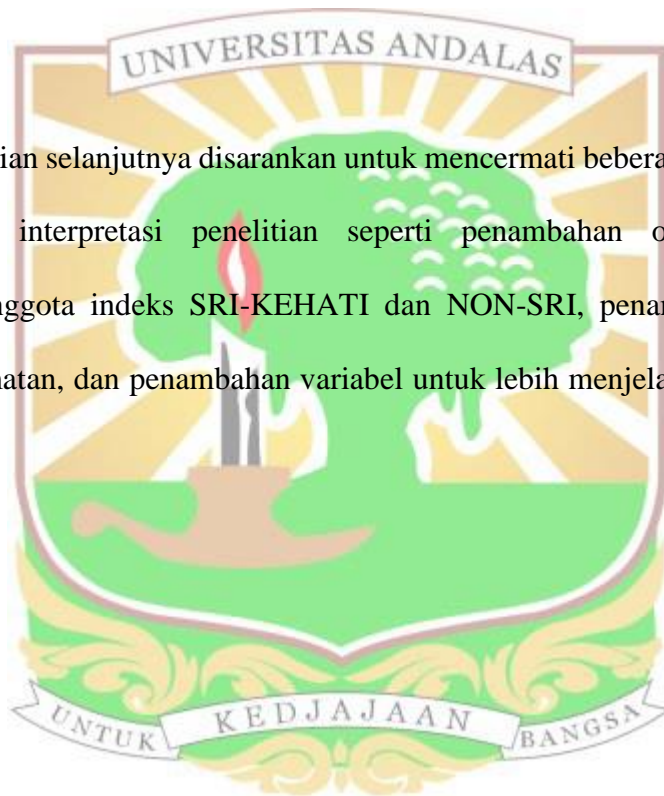 UNIVERSITAS ANDALAS
ian selanjutnya disarankan untuk mencermati bebera
interpretasi penelitian seperti penambahan o
nggota indeks SRI-KEHATI dan NON-SRI, penar
natan, dan penambahan variabel untuk lebih menjela
UNTUK KEDJAJAAN BANGSA